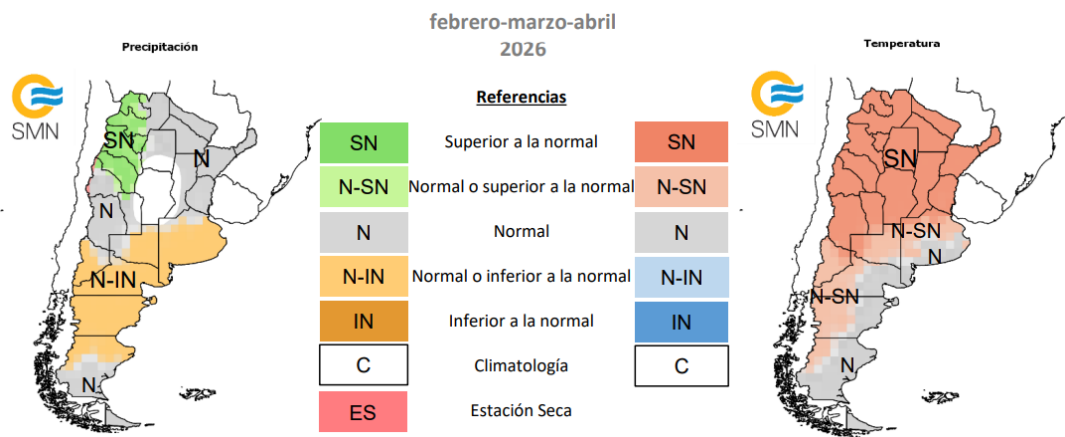 febrero-marzo-abril
2026
Precipitación
Temperatura
SMN
SMN
Referencias
SN Superior a la normal SN
N-SN Normal o superior a la normal N-SN
N Normal N
N-IN Normal o inferior a la normal N-IN
IN Inferior a la normal IN
C Climatología C
ES Estación Seca
SN
N
N
N-IN
N
SN
N-SN
N
N-SN
N